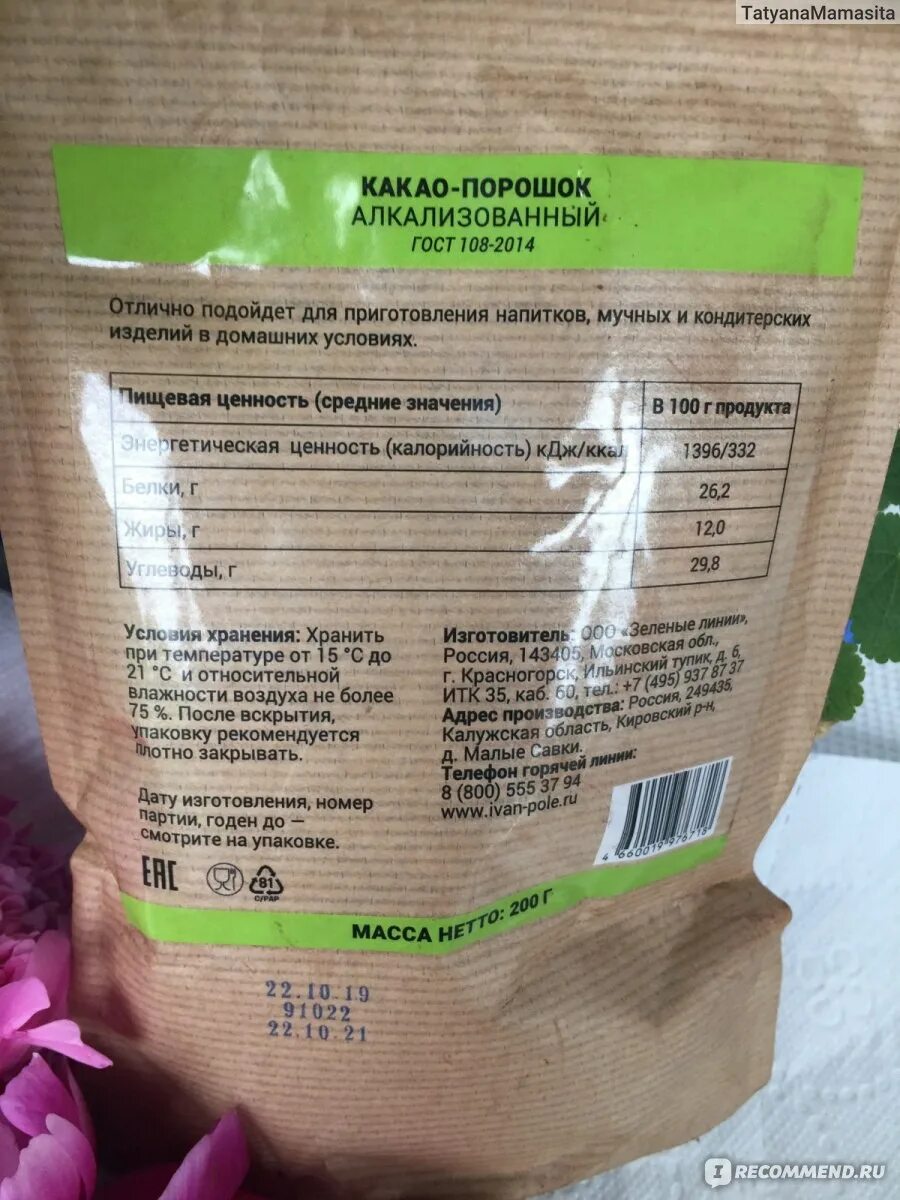 TatyanaMamasita
КАКАО-ПОРОШОК
АЛКАЛИЗОВАННЫЙ
ГОСТ 108-2014
Отлично подойдет для приготовления напитков, мучных и кондитерских
изделий в домашних условиях.
Пищевая ценность (средние значения) В 100 г продукта
Энергетическая ценность (калорийность) кДж/ккал 1396/332
Белки, г 26,2
Жиры, г 12,0
Углеводы, г 29,8
Условия хранения: Хранить
при температуре от 15 °С до
21 °С и относительной
влажности воздуха не более
75 %. После вскрытия,
упаковку рекомендуется
плотно закрывать.
Дату изготовления, номер
партии, годен до —
смотрите на упаковке.
Изготовитель: ООО «Зеленые линии»,
Россия, 143405, Московская обл.,
г. Красногорск, Ильинский тупик, д. 6,
ИТК 35, каб. 60, тел.: +7 (495) 937 87 37
Адрес производства: Россия, 249435,
Калужская область, Кировский р-н,
д. Малые Савки.
Телефон горячей линии:
8 (800) 555 37 94
www.ivan-pole.ru
4 660019 976718
EAC
81
C/PAP
МАССА НЕТТО: 200 Г
22.10.19
91022
22.10.21
IRECOMMEND.RU